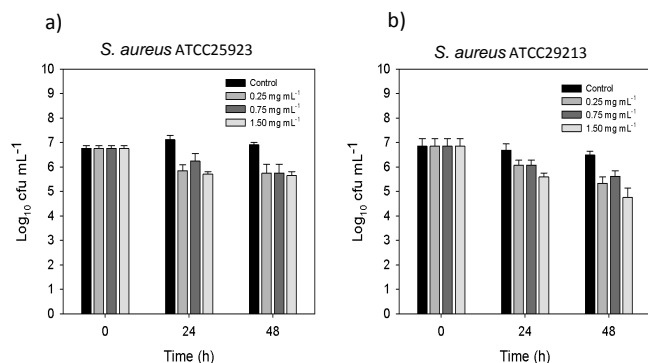 a)
S. aureus ATCC25923
10
9
8
7
6
5
4
3
2
1
0
Log10 cfu mL-1
Control
0.25 mg mL-1
0.75 mg mL-1
1.50 mg mL-1
0 24 48
Time (h)
b)
S. aureus ATCC29213
10
9
8
7
6
5
4
3
2
1
0
Log10 cfu mL-1
Control
0.25 mg mL-1
0.75 mg mL-1
1.50 mg mL-1
0 24 48
Time (h)